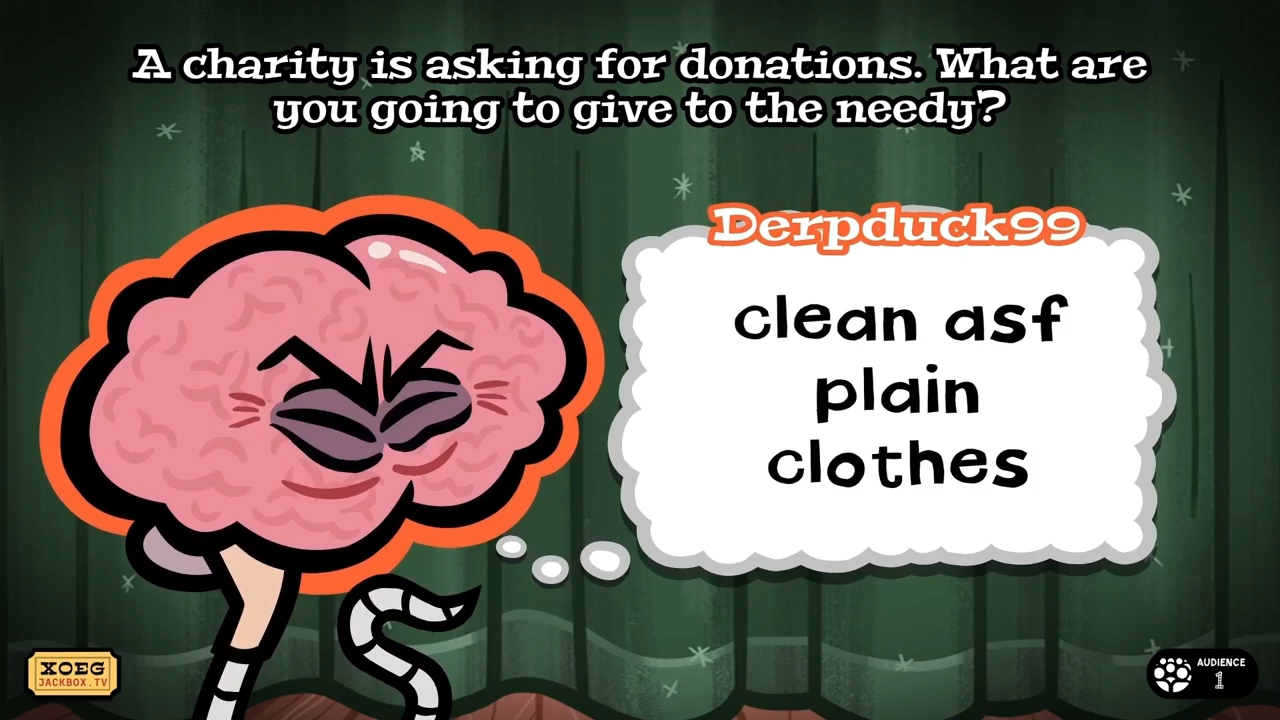 A charity is asking for donations. What are
you going to give to the needy?
Derpduck99
clean asf
plain
clothes
XOEG
JACKBOX.TV
AUDIENCE
1